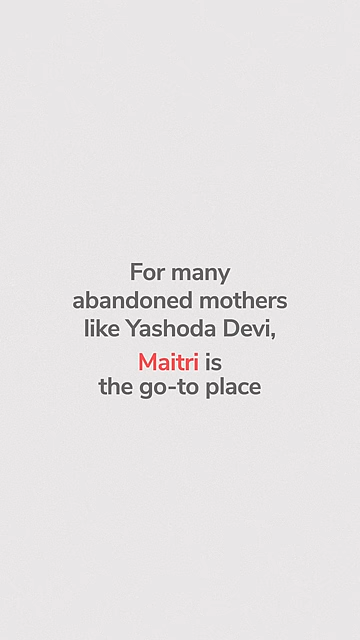 For many
abandoned mothers
like Yashoda Devi,
Maitri is
the go-to place